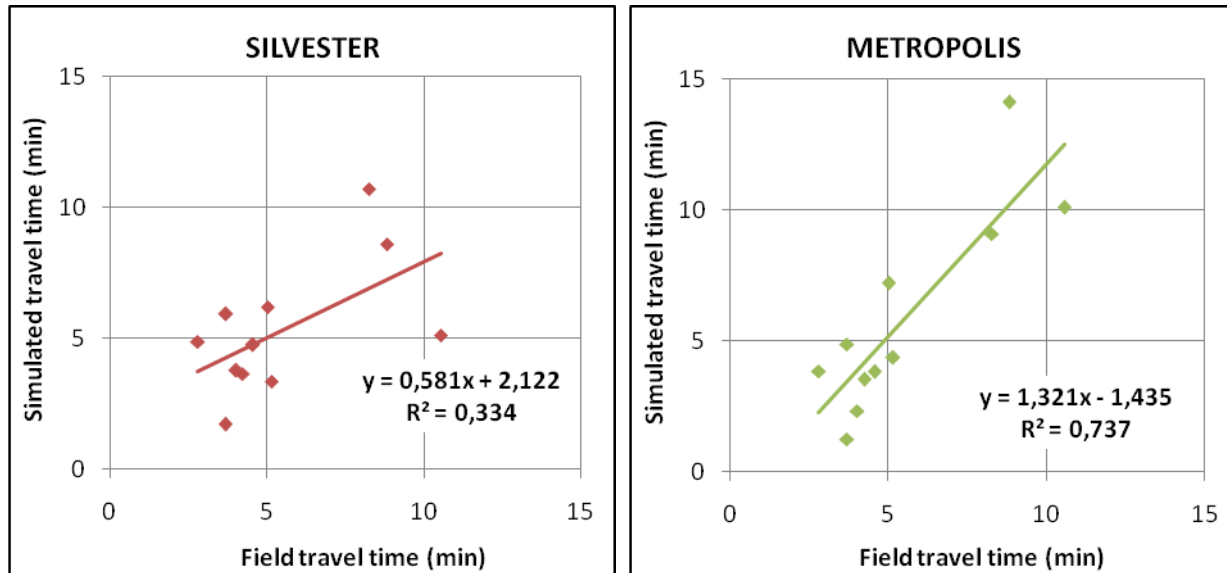 SILVESTER
Simulated travel time (min)
15
10
5
0
y = 0,581x + 2,122
R² = 0,334
0 5 10 15
Field travel time (min)
METROPOLIS
Simulated travel time (min)
15
10
5
0
y = 1,321x - 1,435
R² = 0,737
0 5 10 15
Field travel time (min)